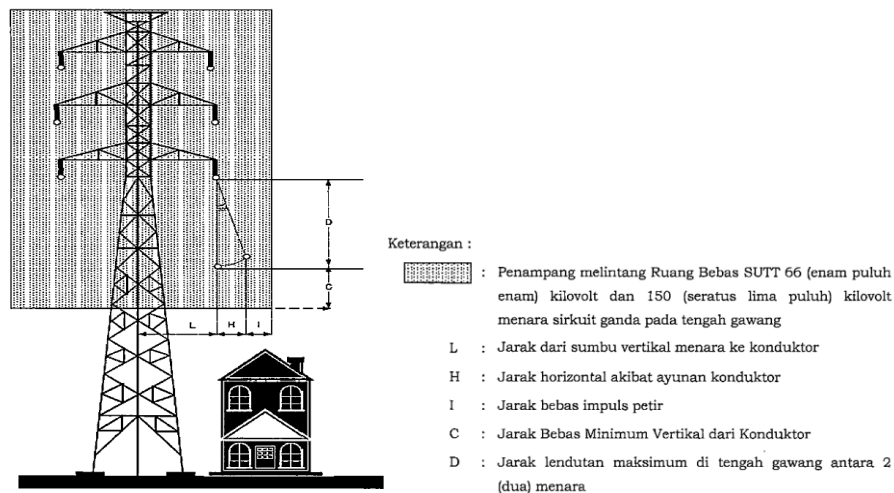 D
C
L H I
Keterangan :
: Penampang melintang Ruang Bebas SUTT 66 (enam puluh
enam) kilovolt dan 150 (seratus lima puluh) kilovolt
menara sirkuit ganda pada tengah gawang
L : Jarak dari sumbu vertikal menara ke konduktor
H : Jarak horizontal akibat ayunan konduktor
I : Jarak bebas impuls petir
C : Jarak Bebas Minimum Vertikal dari Konduktor
D : Jarak lendutan maksimum di tengah gawang antara 2
(dua) menara